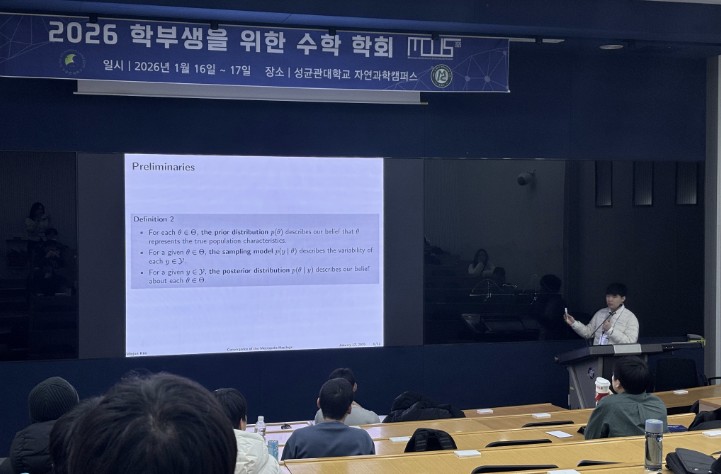 2026 학부생을 위한 수학 학회 MCUS
일시 | 2026년 1월 16일 ~ 17일 장소 | 성균관대학교 자연과학캠퍼스
Preliminaries
Definition 2
• For each θ ∈ Θ, the prior distribution p(θ) describes our belief that θ
represents the true population characteristics.
• For a given θ ∈ Θ, the sampling model p(y | θ) describes the variability of
each y ∈ 𝒴.
• For a given y ∈ 𝒴, the posterior distribution p(θ | y) describes our belief
about each θ ∈ Θ.